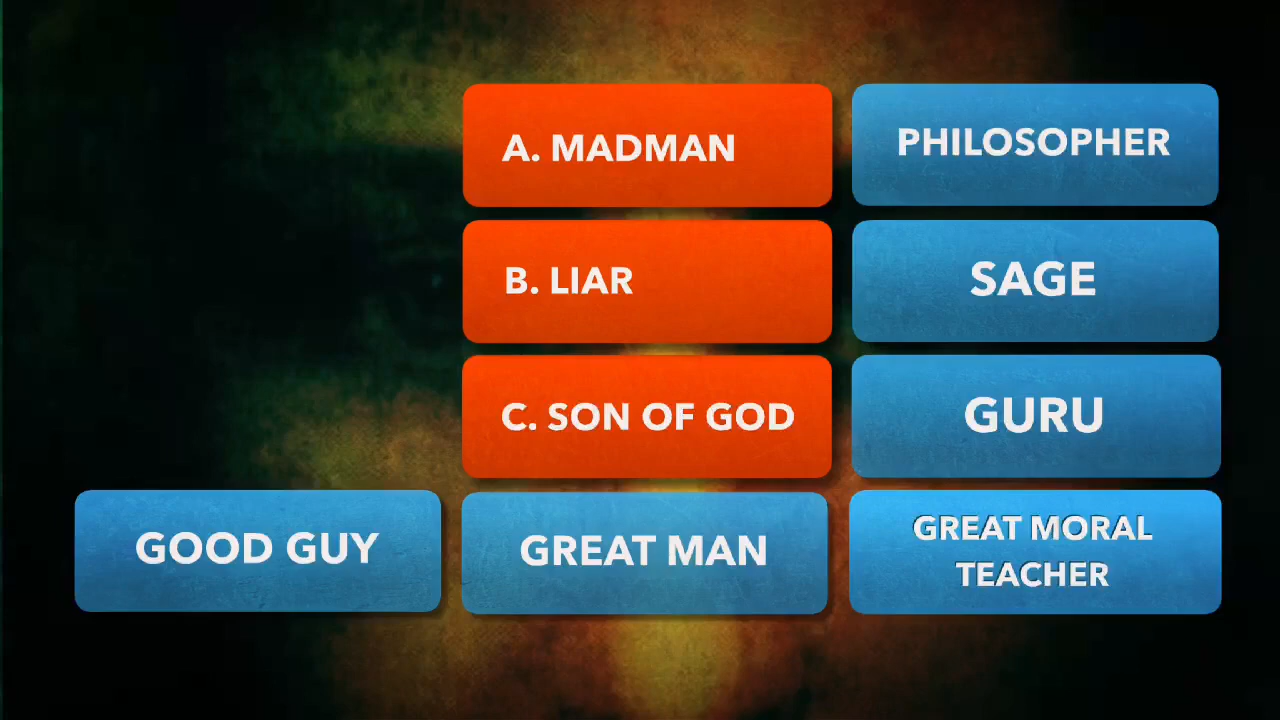 A. MADMAN
PHILOSOPHER
B. LIAR
SAGE
C. SON OF GOD
GURU
GOOD GUY
GREAT MAN
GREAT MORAL
TEACHER